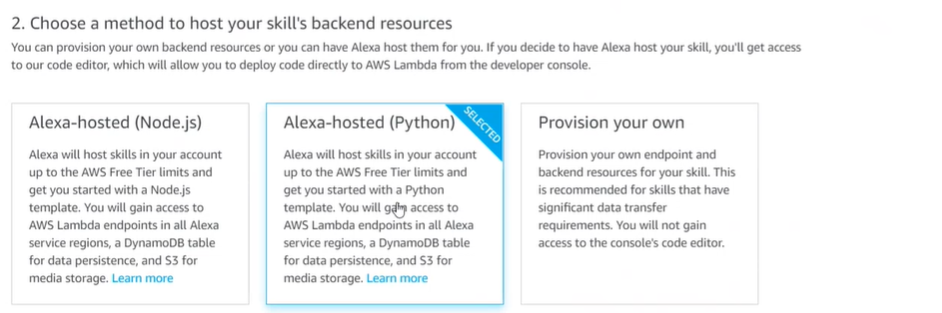 2. Choose a method to host your skill's backend resources
You can provision your own backend resources or you can have Alexa host them for you. If you decide to have Alexa host your skill, you'll get access
to our code editor, which will allow you to deploy code directly to AWS Lambda from the developer console.
Alexa-hosted (Node.js)
Alexa will host skills in your account
up to the AWS Free Tier limits and
get you started with a Node.js
template. You will gain access to
AWS Lambda endpoints in all Alexa
service regions, a DynamoDB table
for data persistence, and S3 for
media storage. Learn more
Alexa-hosted (Python)
SELECTED
Alexa will host skills in your account
up to the AWS Free Tier limits and
get you started with a Python
template. You will gain access to
AWS Lambda endpoints in all Alexa
service regions, a DynamoDB table
for data persistence, and S3 for
media storage. Learn more
Provision your own
Provision your own endpoint and
backend resources for your skill. This
is recommended for skills that have
significant data transfer
requirements. You will not gain
access to the console's code editor.